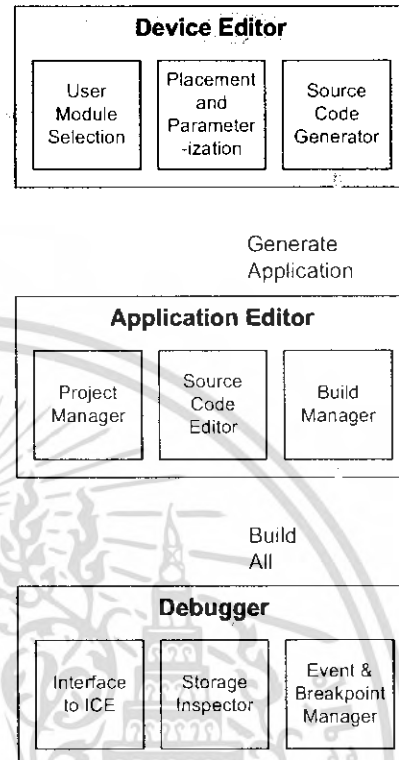 Device Editor
User
Module
Selection
Placement
and
Parameter
-ization
Source
Code
Generator
Generate
Application
Application Editor
Project
Manager
Source
Code
Editor
Build
Manager
Build
All
Debugger
Interface
to ICE
Storage
Inspector
Event &
Breakpoint
Manager